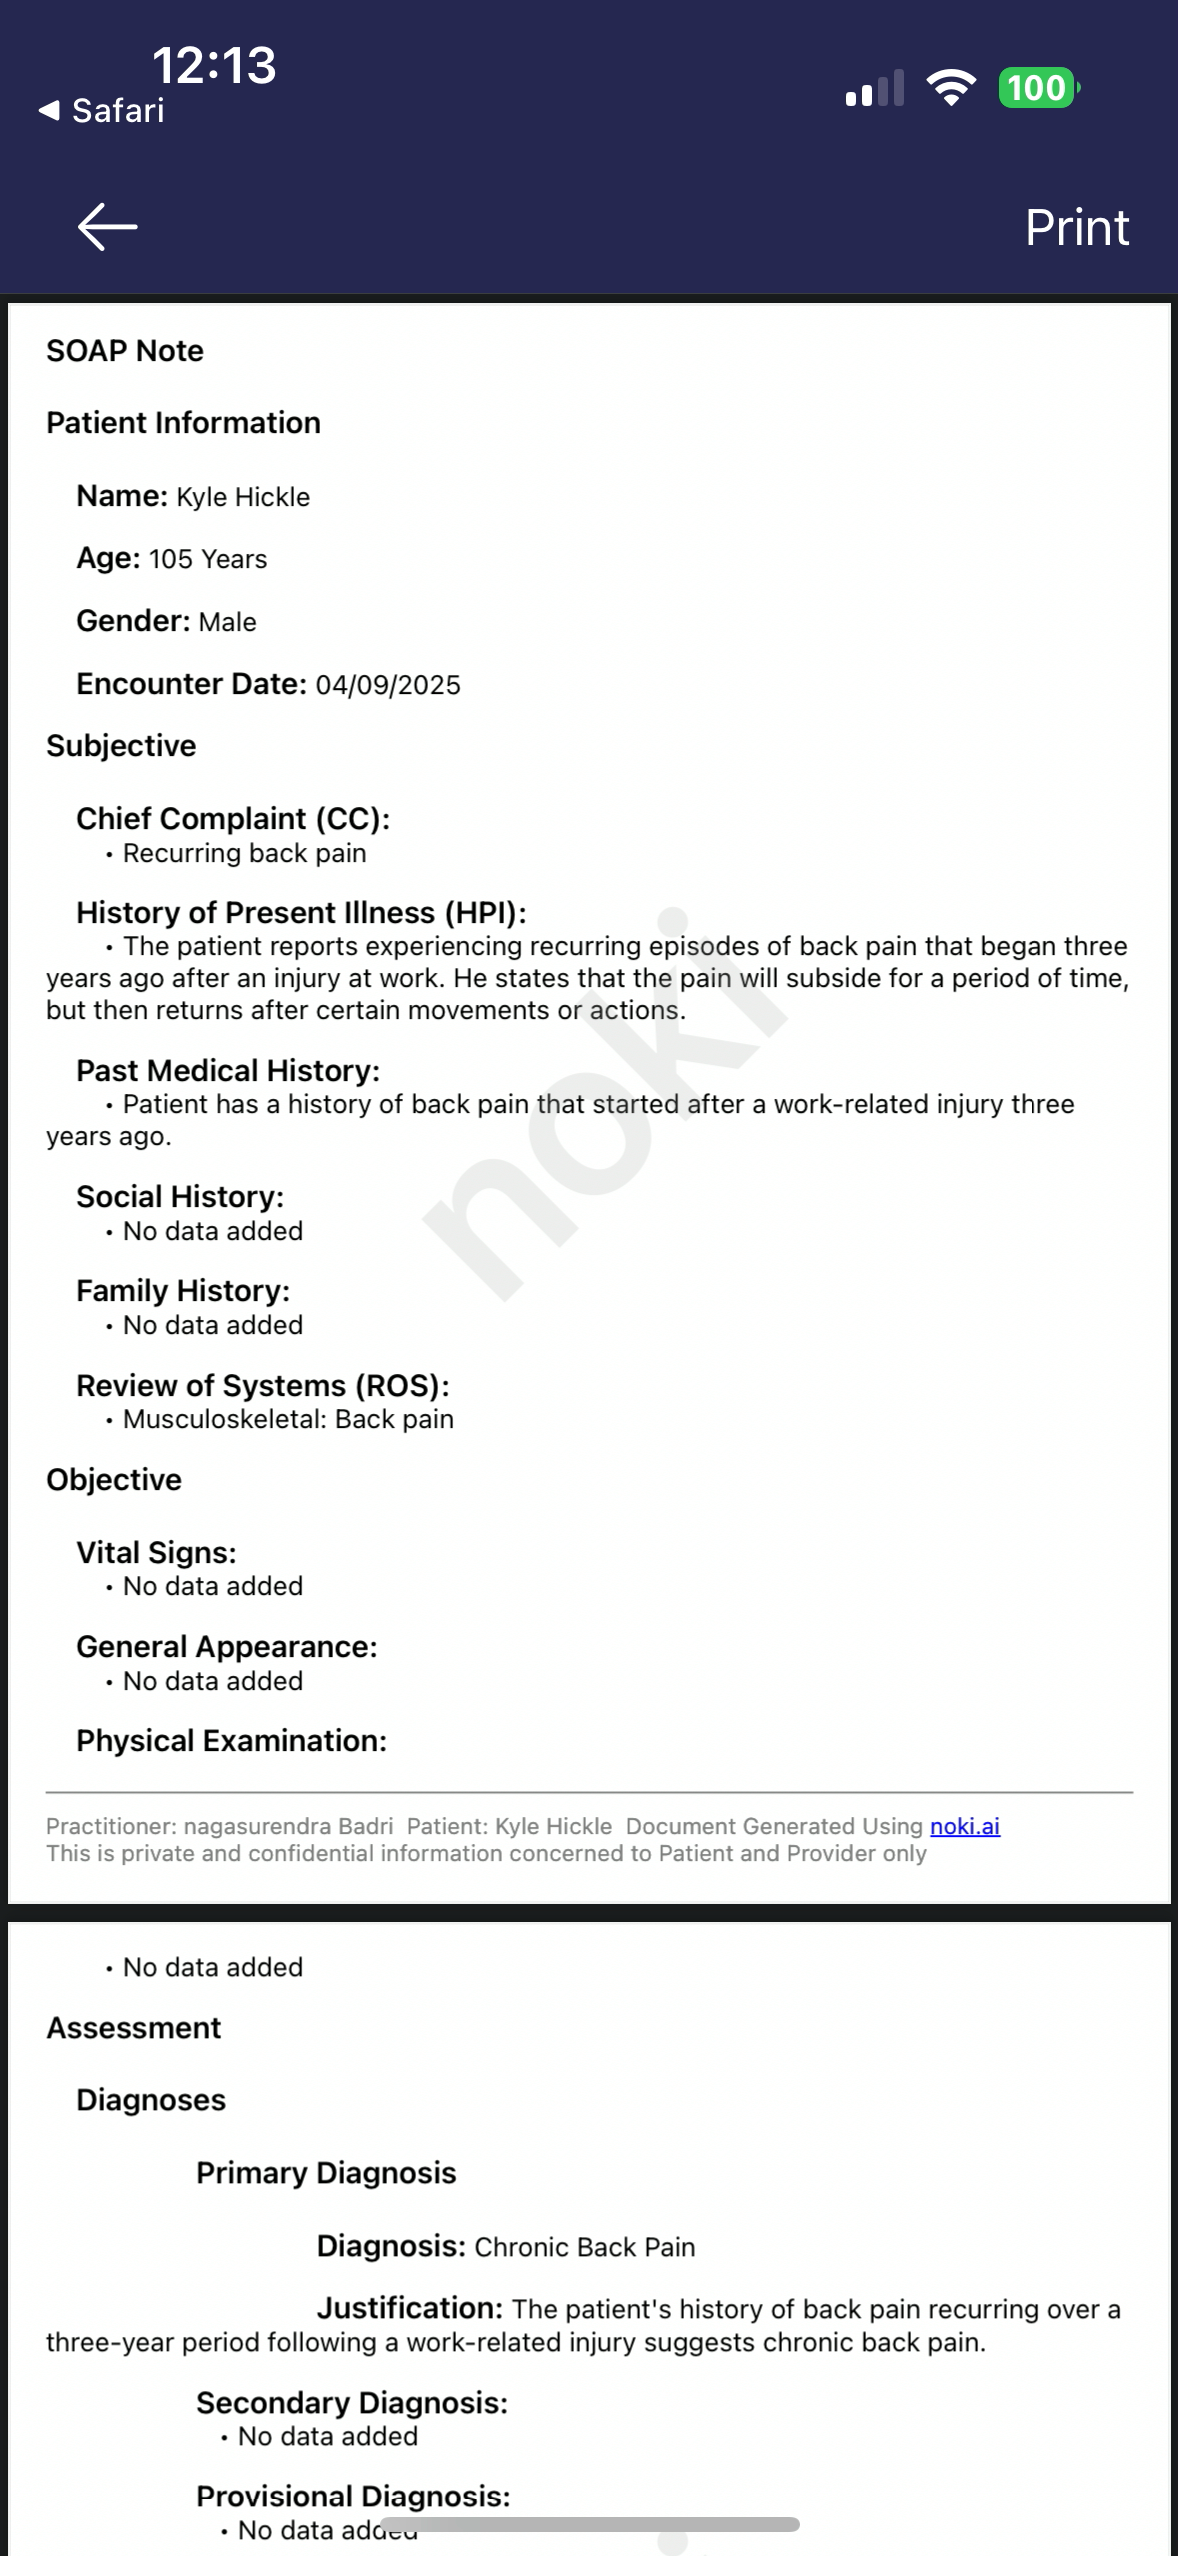 12:13
Safari
100
Print
SOAP Note
Patient Information
Name: Kyle Hickle
Age: 105 Years
Gender: Male
Encounter Date: 04/09/2025
Subjective
Chief Complaint (CC):
• Recurring back pain
History of Present Illness (HPI):
• The patient reports experiencing recurring episodes of back pain that began three
years ago after an injury at work. He states that the pain will subside for a period of time,
but then returns after certain movements or actions.
Past Medical History:
• Patient has a history of back pain that started after a work-related injury three
years ago.
Social History:
• No data added
Family History:
• No data added
Review of Systems (ROS):
• Musculoskeletal: Back pain
Objective
Vital Signs:
• No data added
General Appearance:
• No data added
Physical Examination:
noki
Practitioner: nagasurendra Badri Patient: Kyle Hickle Document Generated Using noki.ai
This is private and confidential information concerned to Patient and Provider only
• No data added
Assessment
Diagnoses
Primary Diagnosis
Diagnosis: Chronic Back Pain
Justification: The patient's history of back pain recurring over a
three-year period following a work-related injury suggests chronic back pain.
Secondary Diagnosis:
• No data added
Provisional Diagnosis:
• No data added